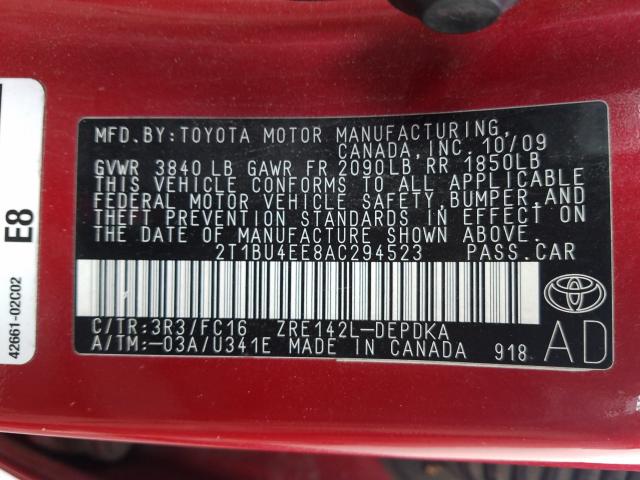 MFD. BY: TOYOTA MOTOR MANUFACTURING,
CANADA, INC. 10/09
GVWR 3840 LB GAWR FR 2090LB RR 1850LB
THIS VEHICLE CONFORMS TO ALL APPLICABLE
FEDERAL MOTOR VEHICLE SAFETY, BUMPER, AND
THEFT PREVENTION STANDARDS IN EFFECT ON
THE DATE OF MANUFACTURE SHOWN ABOVE.
2T1BU4EE8AC294523 PASS. CAR
C/TR: 3R3/FC16 ZRE142L-DEPDKA
A/TM: -03A/U341E MADE IN CANADA 918
AD
TOYOTA
42661-02C02
E8